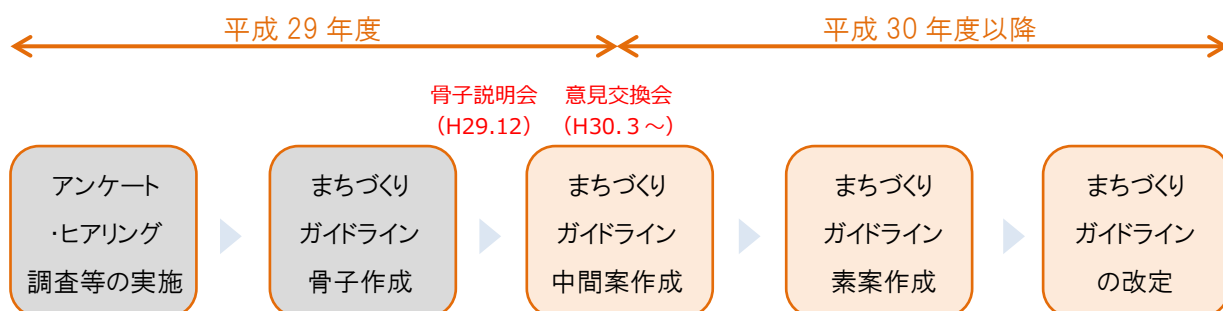 平成 29 年度
平成 30 年度以降
骨子説明会
（H29.12）
意見交換会
（H30.３～）
アンケート
・ヒアリング
調査等の実施
まちづくり
ガイドライン
骨子作成
まちづくり
ガイドライン
中間案作成
まちづくり
ガイドライン
素案作成
まちづくり
ガイドライン
の改定